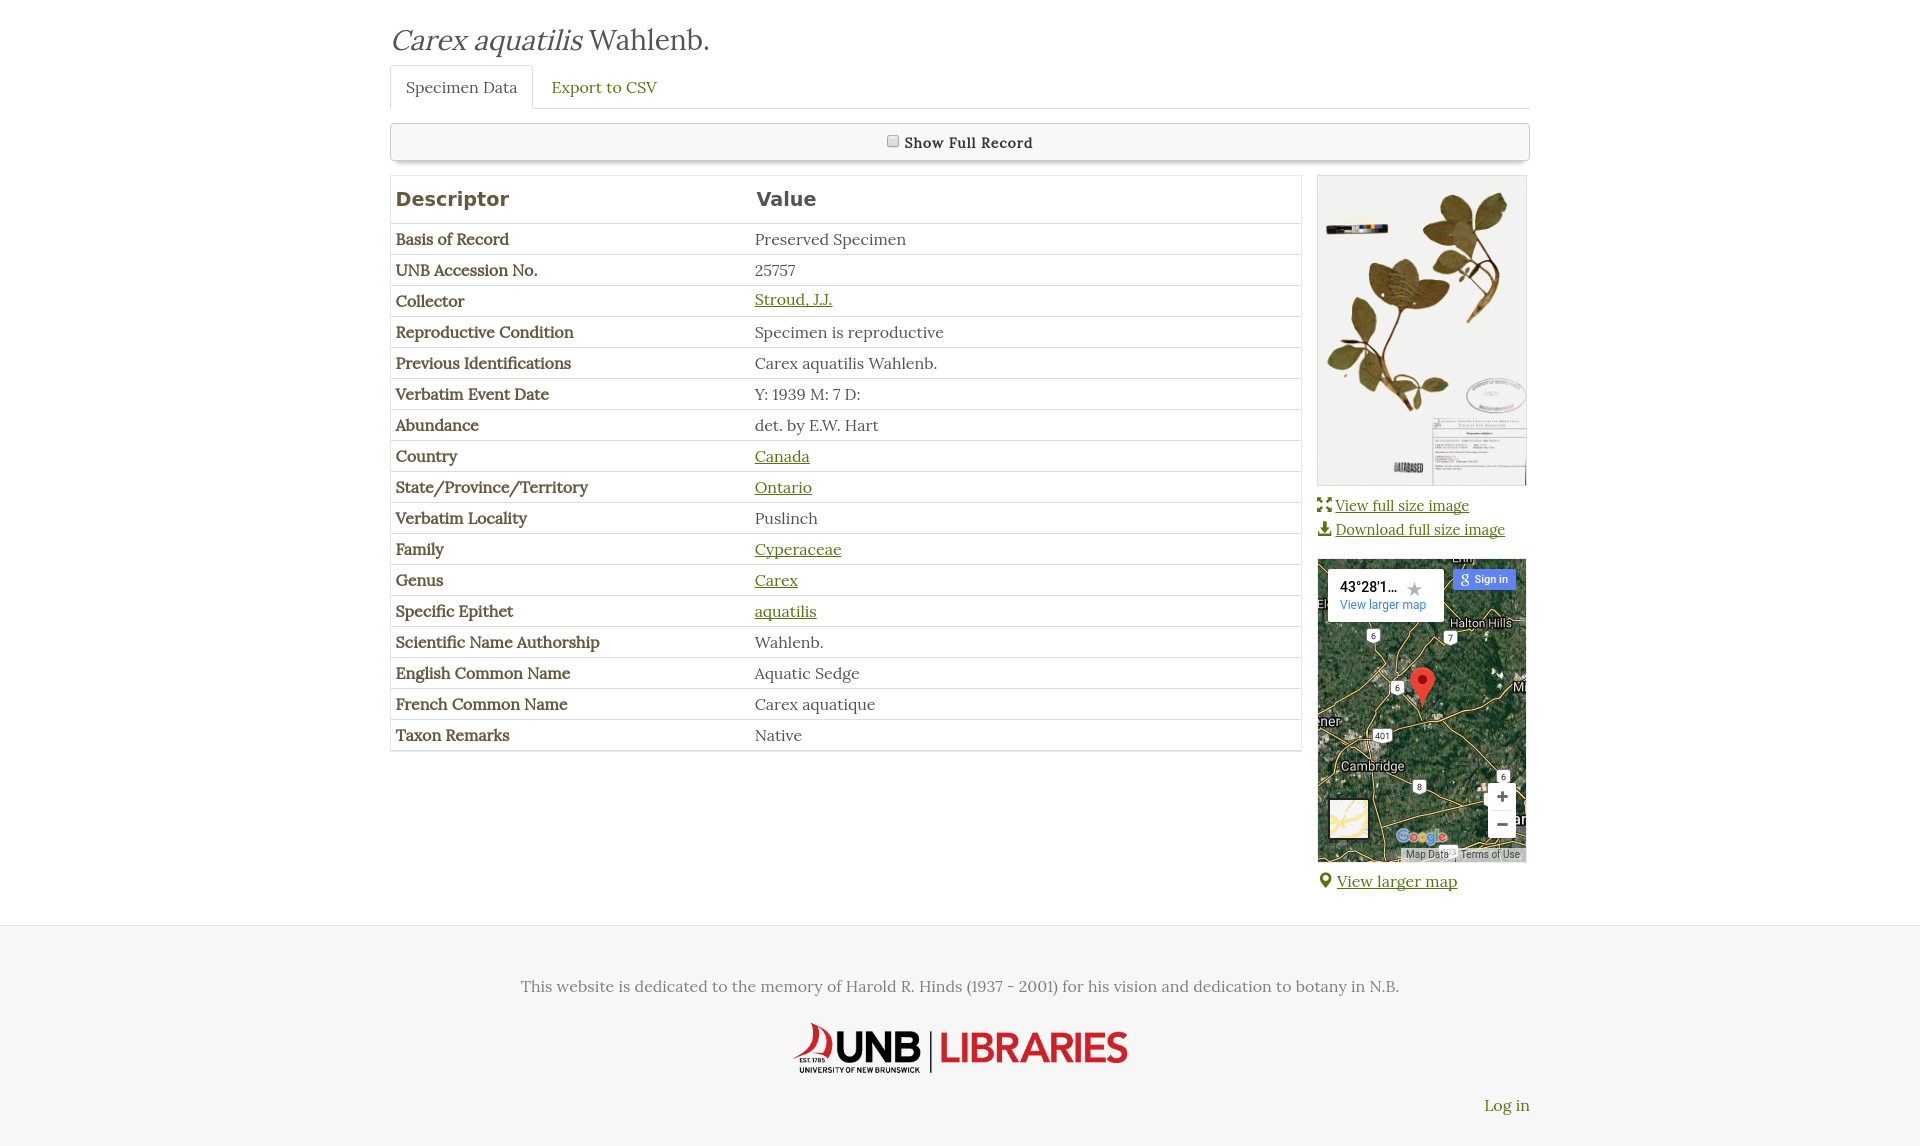 Carex aquatilis Wahlenb.
Specimen Data
Export to CSV
Show Full Record
Descriptor Value
Basis of Record Preserved Specimen
UNB Accession No. 25757
Collector Stroud, J.J.
Reproductive Condition Specimen is reproductive
Previous Identifications Carex aquatilis Wahlenb.
Verbatim Event Date Y: 1939 M: 7 D:
Abundance det. by E.W. Hart
Country Canada
State/Province/Territory Ontario
Verbatim Locality Puslinch
Family Cyperaceae
Genus Carex
Specific Epithet aquatilis
Scientific Name Authorship Wahlenb.
English Common Name Aquatic Sedge
French Common Name Carex aquatique
Taxon Remarks Native
DATABASED
View full size image
Download full size image
43°28'1...
View larger map
Sign in
Halton Hills
6
7
6
Mi
ener
401
Cambridge
6
8
+
−
Google
Map Data
Terms of Use
View larger map
This website is dedicated to the memory of Harold R. Hinds (1937 - 2001) for his vision and dedication to botany in N.B.
EST. 1785
UNB LIBRARIES
UNIVERSITY OF NEW BRUNSWICK
Log in